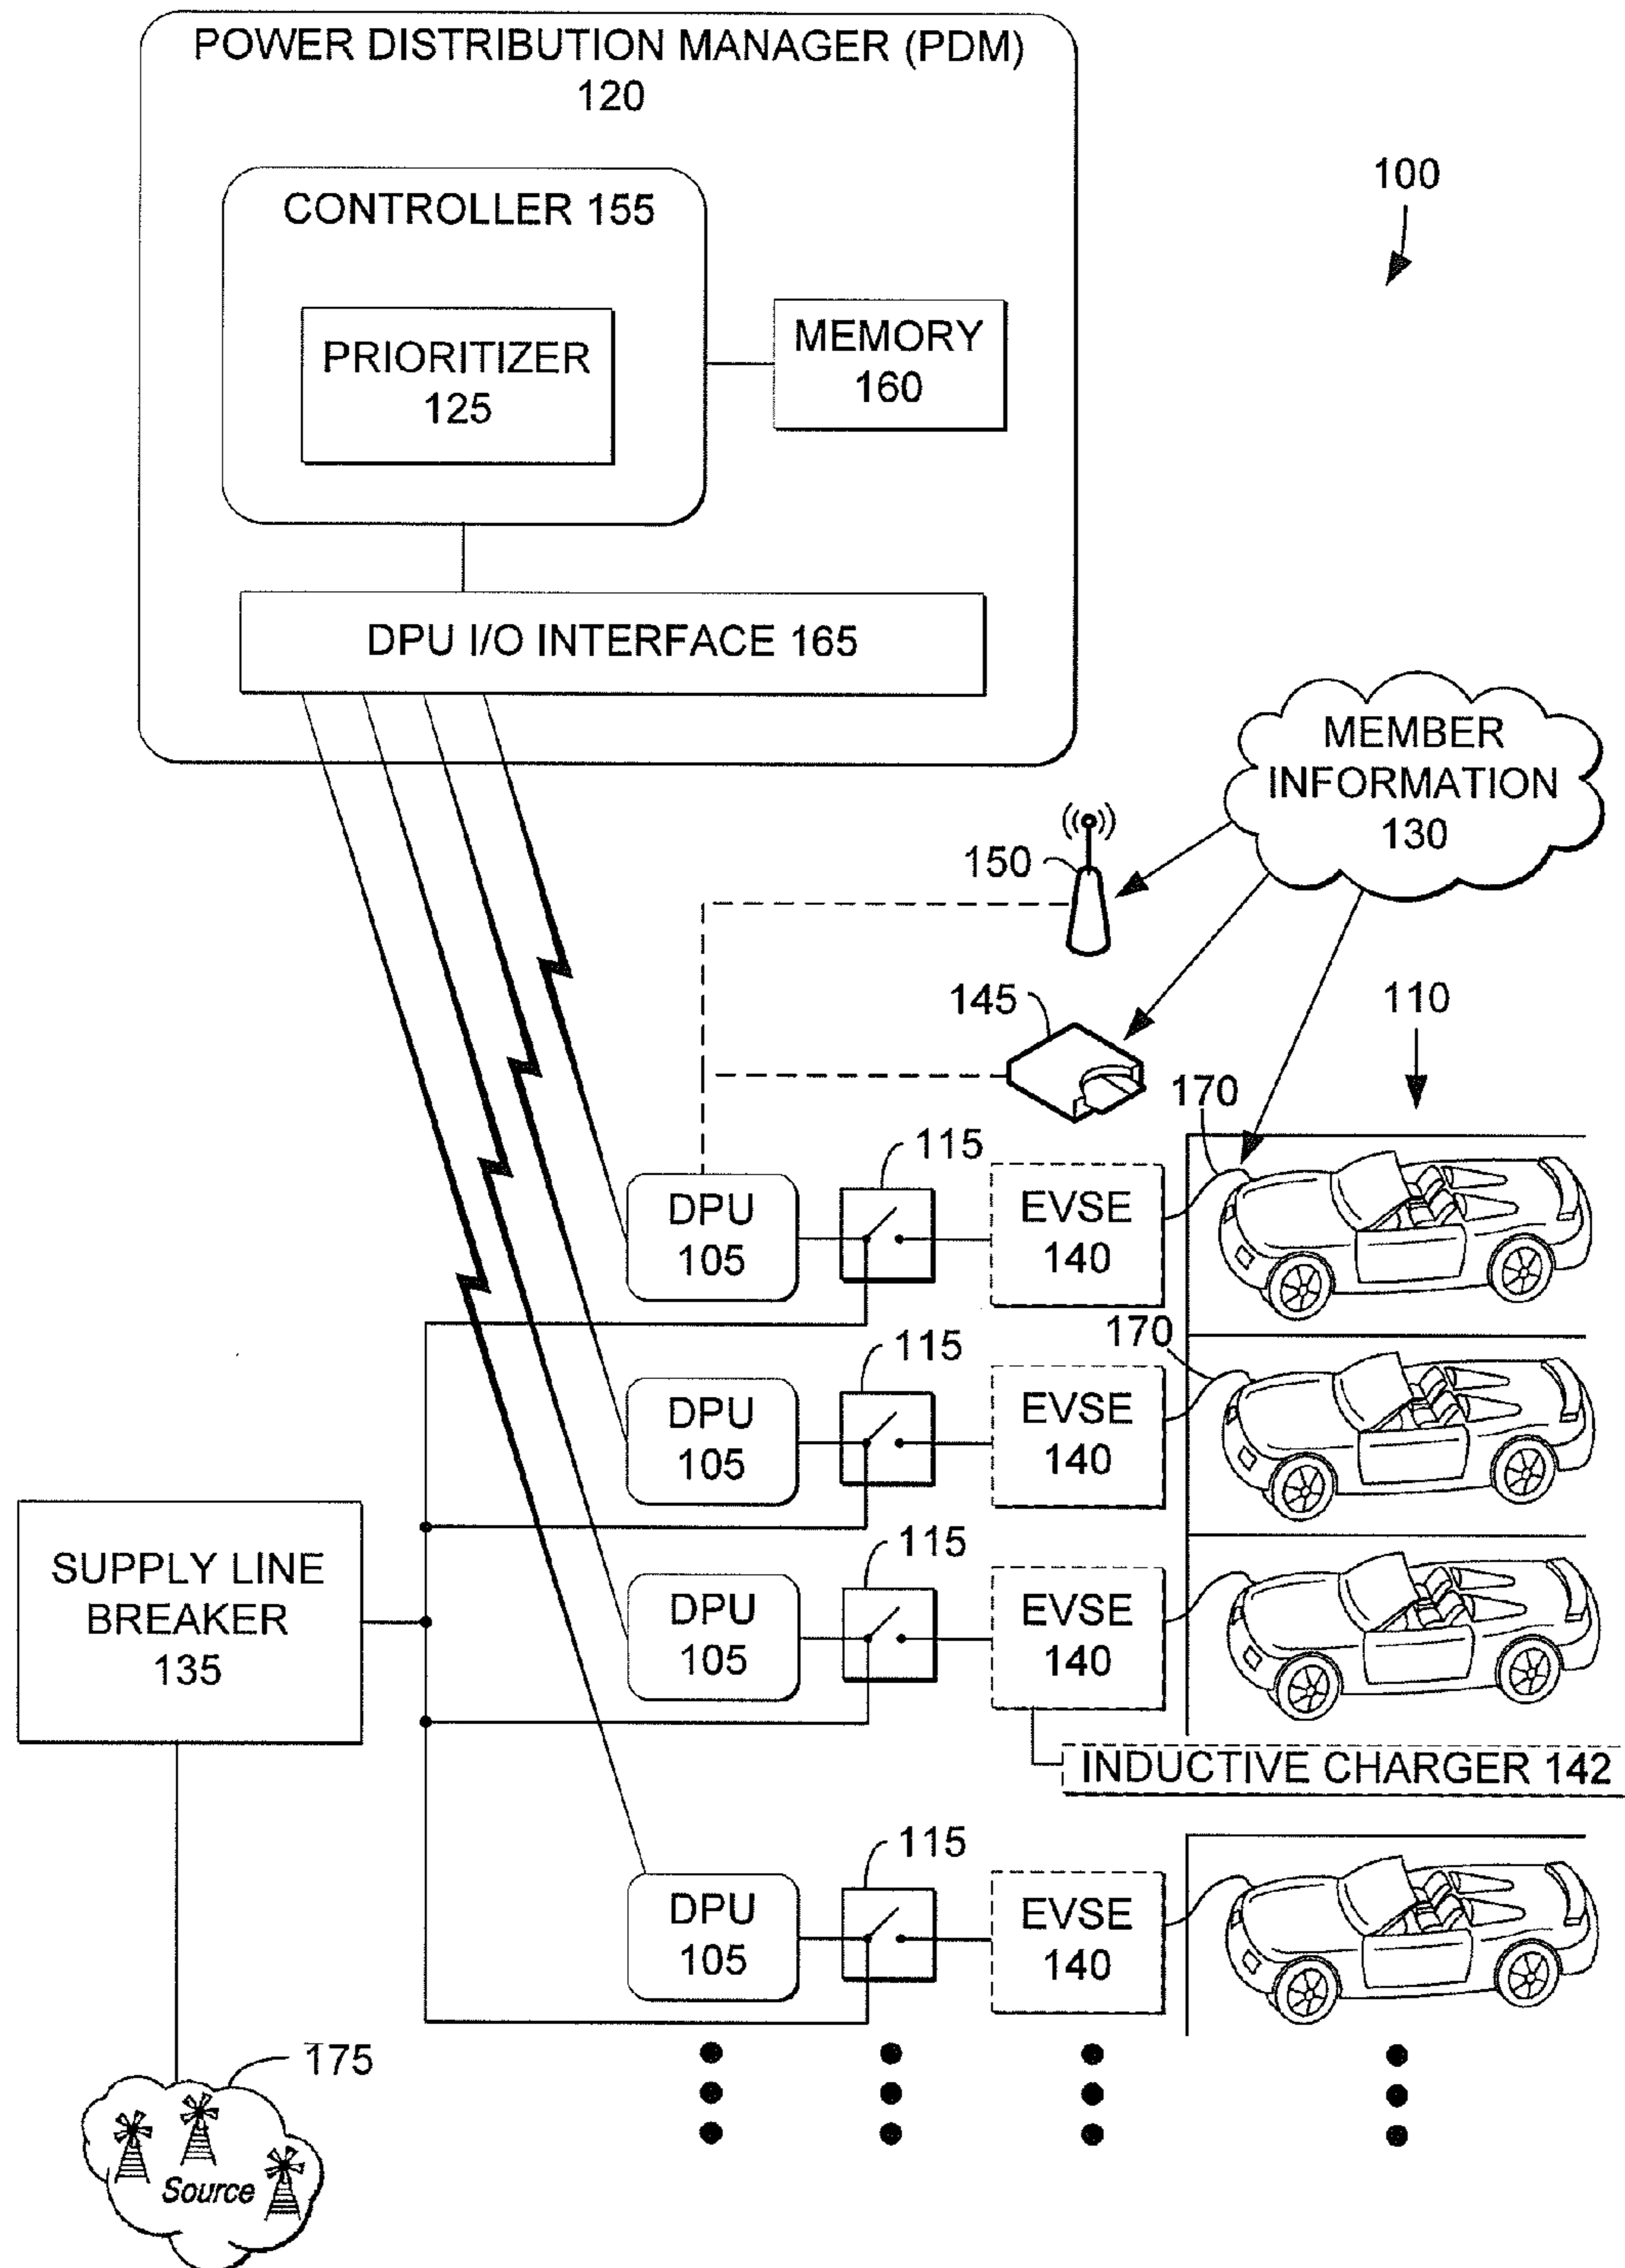 POWER DISTRIBUTION MANAGER (PDM)
120
CONTROLLER 155
100
PRIORITIZER
125
MEMORY
160
DPU I/O INTERFACE 165
MEMBER
INFORMATION
130
150
145
110
170
115
DPU
105
EVSE
140
170
115
DPU
105
EVSE
140
115
SUPPLY LINE
BREAKER
135
DPU
105
EVSE
140
INDUCTIVE CHARGER 142
115
DPU
105
EVSE
140
175
Source